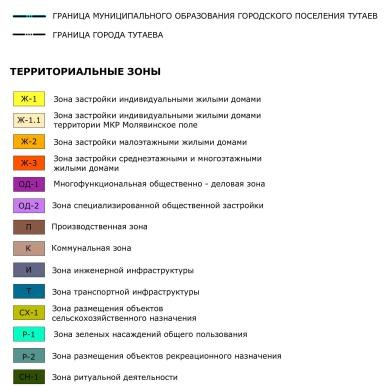 ГРАНИЦА МУНИЦИПАЛЬНОГО ОБРАЗОВАНИЯ ГОРОДСКОГО ПОСЕЛЕНИЯ ТУТАЕВ
ГРАНИЦА ГОРОДА ТУТАЕВА
ТЕРРИТОРИАЛЬНЫЕ ЗОНЫ
Ж-1 Зона застройки индивидуальными жилыми домами
Ж-1.1 Зона застройки индивидуальными жилыми домами
территории МКР Молявинское поле
Ж-2 Зона застройки малоэтажными жилыми домами
Ж-3 Зона застройки среднеэтажными и многоэтажными
жилыми домами
ОД-1 Многофункциональная общественно - деловая зона
ОД-2 Зона специализированной общественной застройки
П Производственная зона
К Коммунальная зона
И Зона инженерной инфраструктуры
Т Зона транспортной инфраструктуры
СХ-1 Зона размещения объектов
сельскохозяйственного назначения
Р-1 Зона зеленых насаждений общего пользования
Р-2 Зона размещения объектов рекреационного назначения
СН-1 Зона ритуальной деятельности